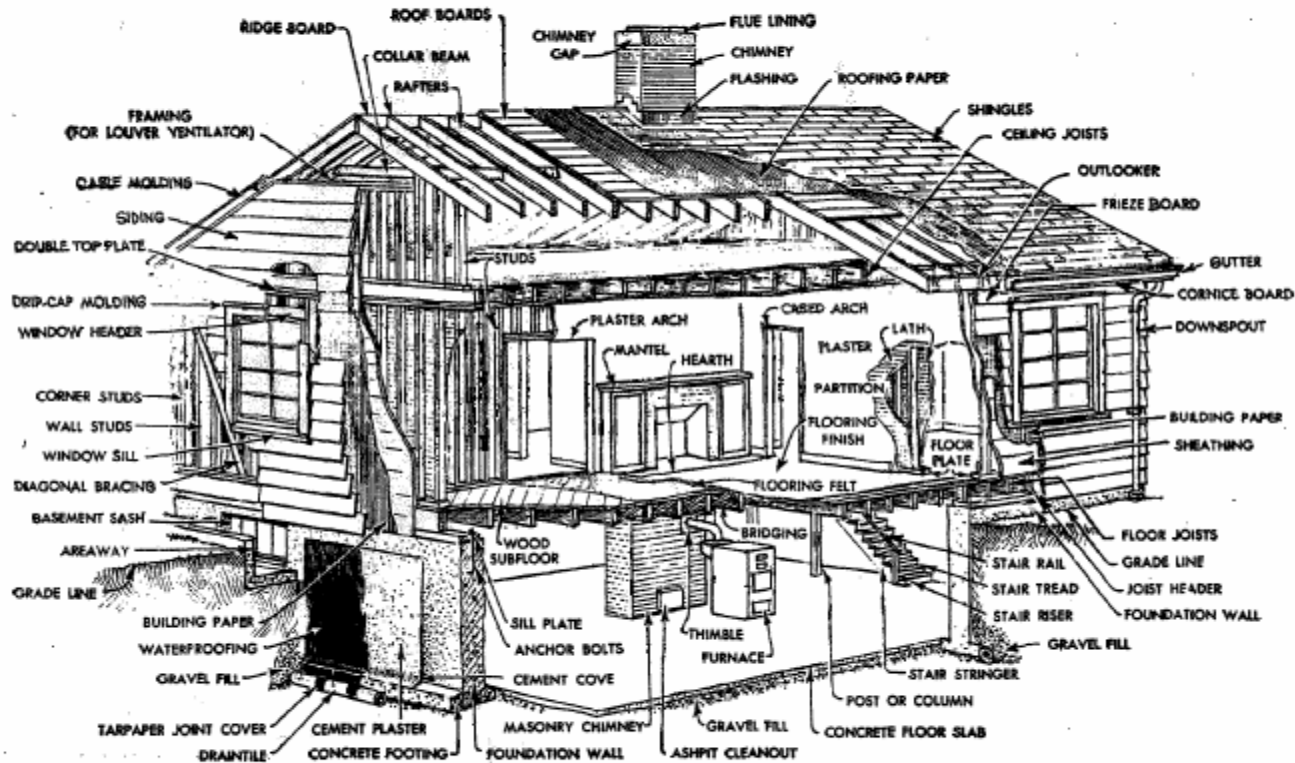 ROOF BOARDS
RIDGE BOARD
COLLAR BEAM
RAFTERS
FRAMING
(FOR LOUVER VENTILATOR)
CABLE MOLDING
SIDING
DOUBLE TOP PLATE
DRIP-CAP MOLDING
WINDOW HEADER
CORNER STUDS
WALL STUDS
WINDOW SILL
DIAGONAL BRACING
BASEMENT SASH
AREAWAY
GRADE LINE
BUILDING PAPER
WATERPROOFING
GRAVEL FILL
TARPAPER JOINT COVER
DRAINTILE
CEMENT PLASTER
CONCRETE FOOTING
FLUE LINING
CHIMNEY
CAP
CHIMNEY
FLASHING
ROOFING PAPER
SHINGLES
CEILING JOISTS
OUTLOOKER
FRIEZE BOARD
GUTTER
CORNICE BOARD
DOWNSPOUT
STUDS
PLASTER ARCH
MANTEL
HEARTH
CASED ARCH
LATH
PLASTER
PARTITION
FLOORING
FINISH
FLOOR
PLATE
FLOORING FELT
BUILDING PAPER
SHEATHING
WOOD
SUBFLOOR
BRIDGING
SILL PLATE
ANCHOR BOLTS
CEMENT COVE
THIMBLE
FURNACE
FLOOR JOISTS
GRADE LINE
JOIST HEADER
FOUNDATION WALL
STAIR RAIL
STAIR TREAD
STAIR RISER
GRAVEL FILL
STAIR STRINGER
POST OR COLUMN
CONCRETE FLOOR SLAB
GRAVEL FILL
MASONRY CHIMNEY
ASHPIT CLEANOUT
FOUNDATION WALL